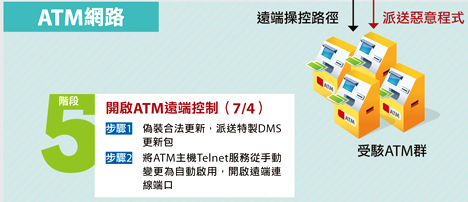 ATM網路
遠端操控路徑
派送惡意程式
階段
5
開啟ATM遠端控制（7/4）
步驟1 偽裝合法更新，派送特製DMS
更新包
步驟2 將ATM主機Telnet服務從手動
變更為自動啟用，開啟遠端連
線端口
ATM
ATM
ATM
ATM
受駭ATM群